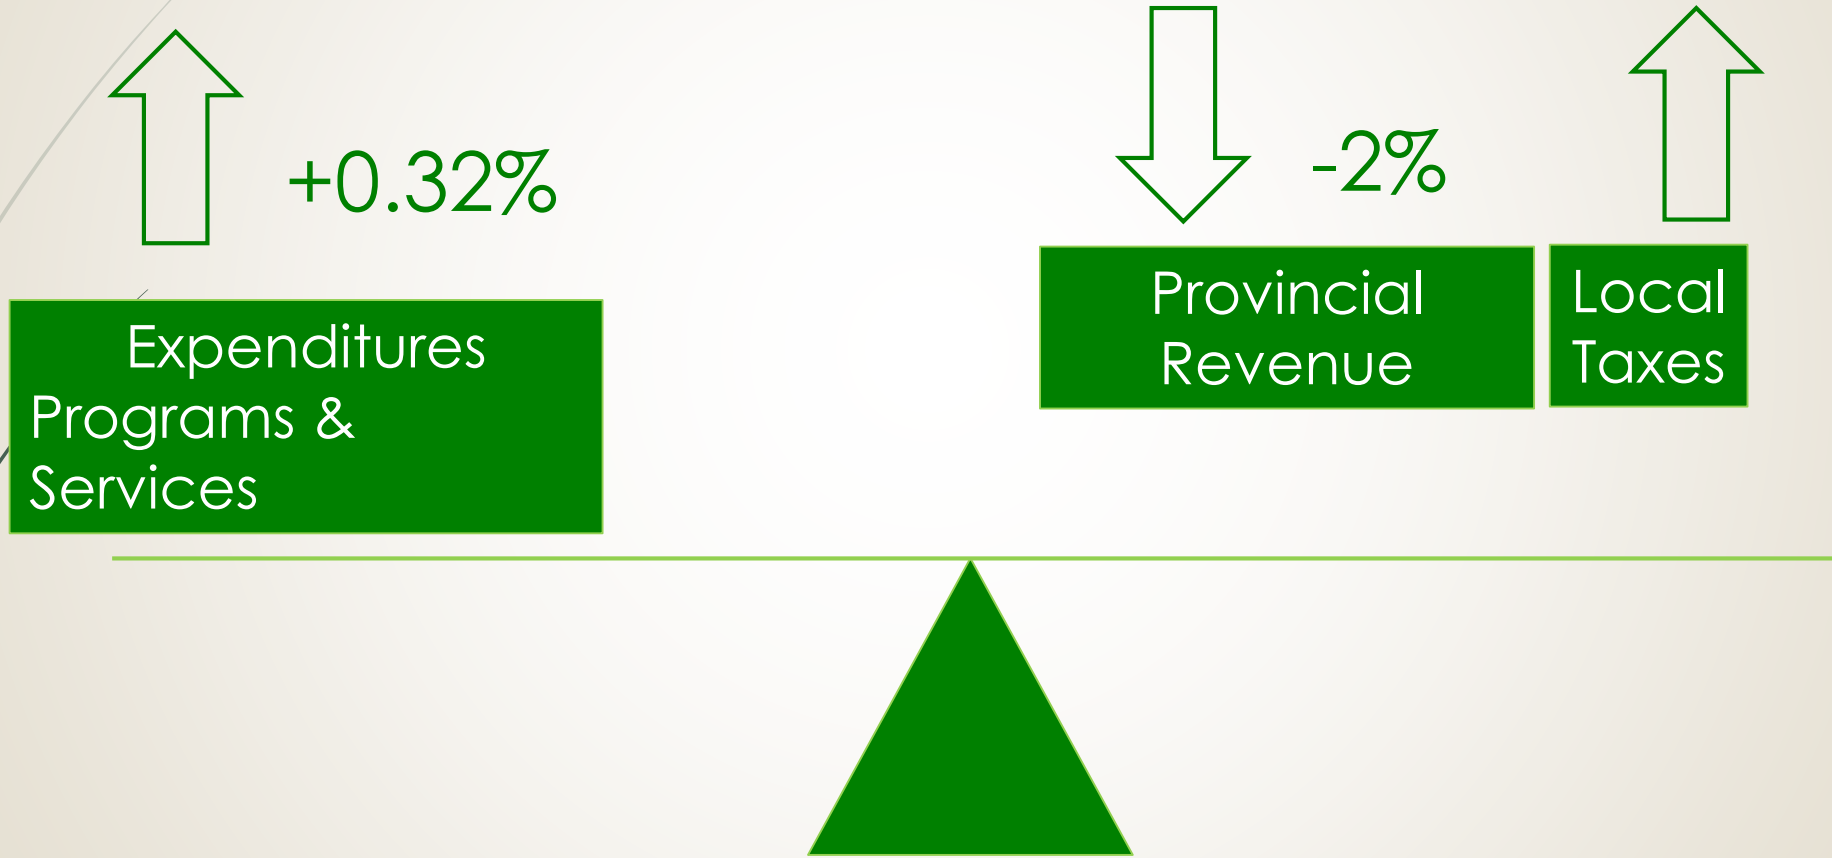 +0.32%
-2%
Expenditures
Programs &
Services
Provincial
Revenue
Local
Taxes